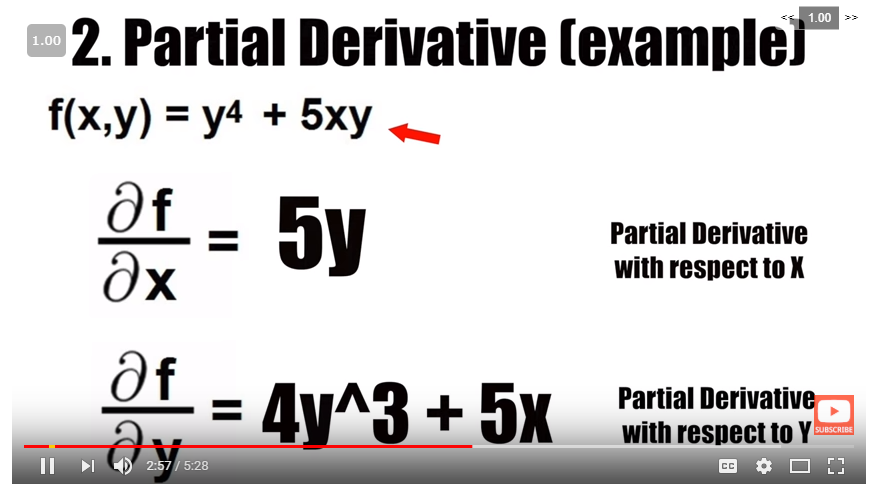 << 1.00 >>
1.00
2. Partial Derivative (example)
f(x,y) = y⁴ + 5xy
∂f
∂x
= 5y
Partial Derivative
with respect to X
∂f
∂y
= 4y^3 + 5x
Partial Derivative
with respect to Y
SUBSCRIBE
2:57 / 5:28
CC